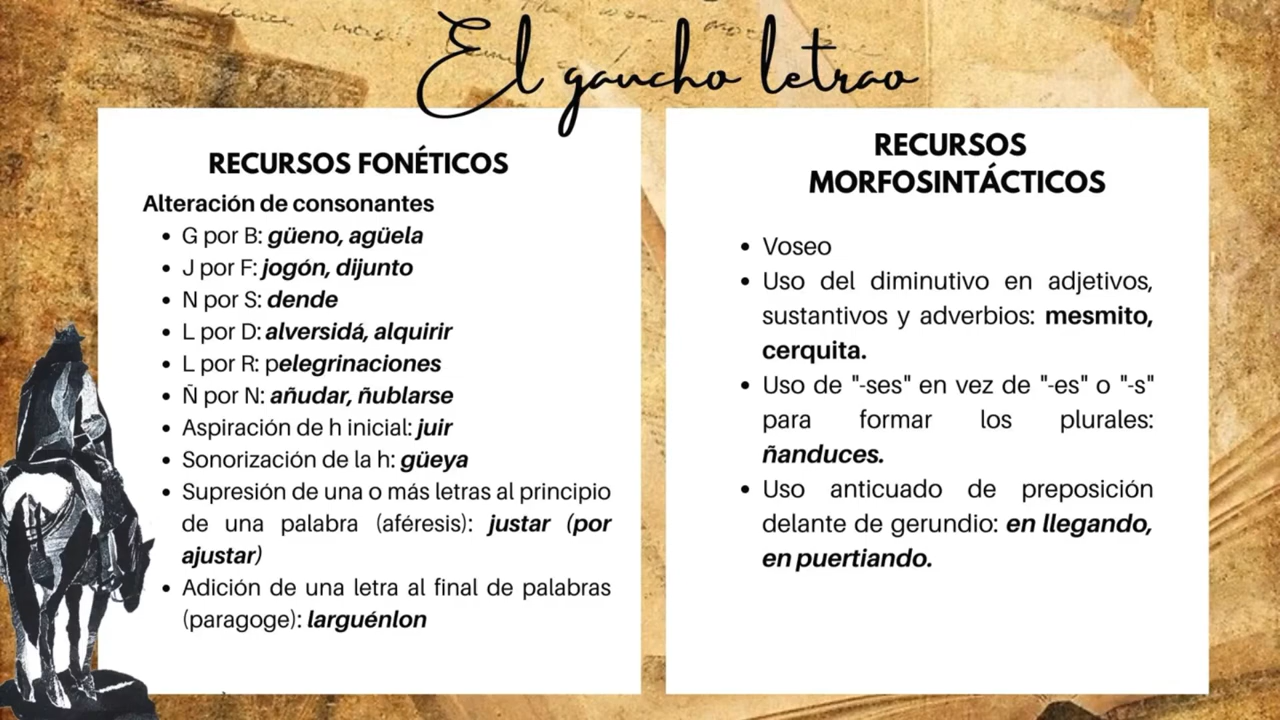 El gaucho letrao
RECURSOS FONÉTICOS
Alteración de consonantes
• G por B: güeno, agüela
• J por F: jogón, dijunto
• N por S: dende
• L por D: alversidá, alquirir
• L por R: pelegrinaciones
• Ñ por N: añudar, ñublarse
• Aspiración de h inicial: juir
• Sonorización de la h: güeya
• Supresión de una o más letras al principio
de una palabra (aféresis): justar (por
ajustar)
• Adición de una letra al final de palabras
(paragoge): larguénlon
RECURSOS
MORFOSINTÁCTICOS
• Voseo
• Uso del diminutivo en adjetivos,
sustantivos y adverbios: mesmito,
cerquita.
• Uso de "-ses" en vez de "-es" o "-s"
para formar los plurales:
ñanduces.
• Uso anticuado de preposición
delante de gerundio: en llegando,
en puertiando.